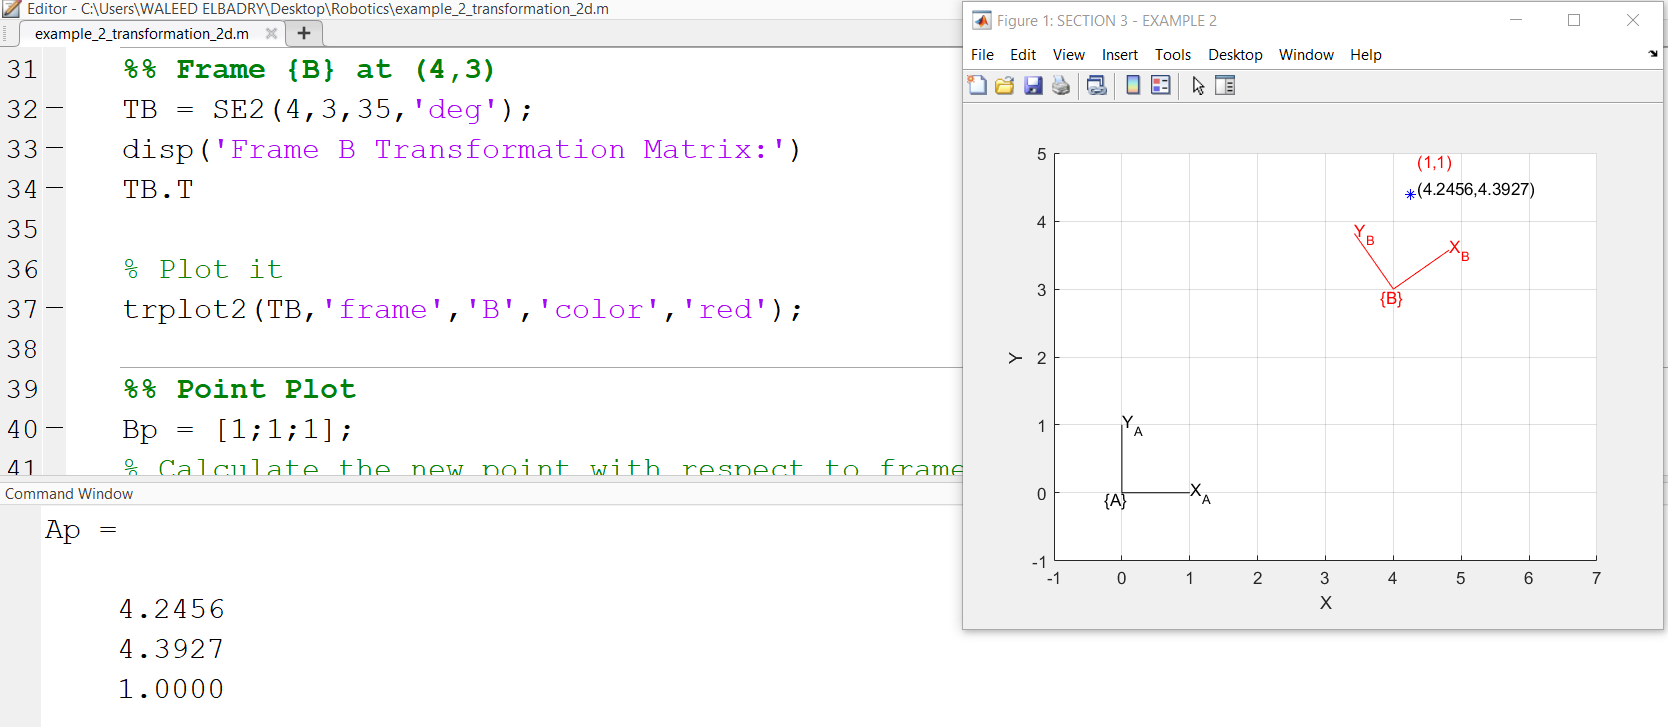 Editor - C:\Users\WALEED ELBADRY\Desktop\Robotics\example_2_transformation_2d.m
example_2_transformation_2d.m × +
31 %% Frame {B} at (4,3)
32 TB = SE2(4,3,35,'deg');
33 disp('Frame B Transformation Matrix:')
34 TB.T
35
36 % Plot it
37 trplot2(TB,'frame','B','color','red');
38
39 %% Point Plot
40 Bp = [1;1;1];
41 % Calculate the new point with respect to frame
Command Window
Ap =
4.2456
4.3927
1.0000
Figure 1: SECTION 3 - EXAMPLE 2
File Edit View Insert Tools Desktop Window Help
5
(1,1)
(4.2456,4.3927)
4
Y B
X B
3
{B}
Y
2
1
Y A
0
{A}
X A
-1
-1 0 1 2 3 4 5 6 7
X